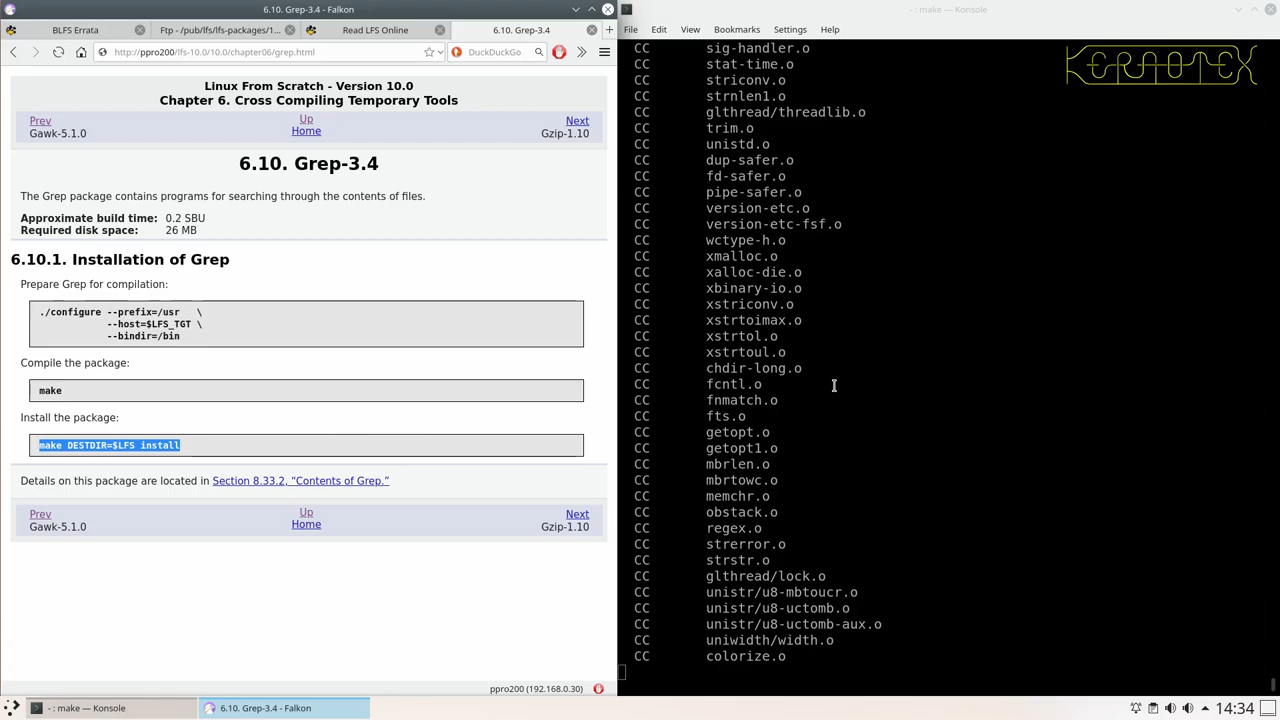 6.10. Grep-3.4 - Falkon
BLFS Errata
Ftp - /pub/lfs/lfs-packages/1...
Read LFS Online
6.10. Grep-3.4
http://ppro200/lfs-10.0/10.0/chapter06/grep.html
DuckDuckGo
Linux From Scratch - Version 10.0
Chapter 6. Cross Compiling Temporary Tools
Prev
Up
Next
Gawk-5.1.0
Home
Gzip-1.10
6.10. Grep-3.4
The Grep package contains programs for searching through the contents of files.
Approximate build time: 0.2 SBU
Required disk space: 26 MB
6.10.1. Installation of Grep
Prepare Grep for compilation:
./configure --prefix=/usr \
--host=$LFS_TGT \
--bindir=/bin
Compile the package:
make
Install the package:
make DESTDIR=$LFS install
Details on this package are located in Section 8.33.2, “Contents of Grep.”
Prev
Up
Next
Gawk-5.1.0
Home
Gzip-1.10
ppro200 (192.168.0.30)
- : make — Konsole
File Edit View Bookmarks Settings Help
KERNOTEX
CC sig-handler.o
CC stat-time.o
CC striconv.o
CC strnlen1.o
CC glthread/threadlib.o
CC trim.o
CC unistd.o
CC dup-safer.o
CC fd-safer.o
CC pipe-safer.o
CC version-etc.o
CC version-etc-fsf.o
CC wctype-h.o
CC xmalloc.o
CC xalloc-die.o
CC xbinary-io.o
CC xstriconv.o
CC xstrtoimax.o
CC xstrtol.o
CC xstrtoul.o
CC chdir-long.o
CC fcntl.o
CC fnmatch.o
CC fts.o
CC getopt.o
CC getopt1.o
CC mbrlen.o
CC mbrtowc.o
CC memchr.o
CC obstack.o
CC regex.o
CC strerror.o
CC strstr.o
CC glthread/lock.o
CC unistr/u8-mbtoucr.o
CC unistr/u8-uctomb.o
CC unistr/u8-uctomb-aux.o
CC uniwidth/width.o
CC colorize.o
- : make — Konsole
6.10. Grep-3.4 - Falkon
14:34